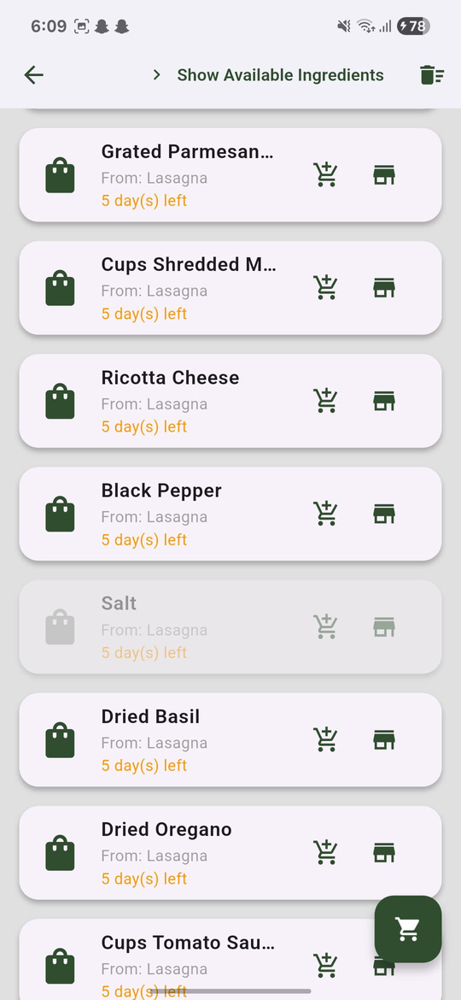 6:09
78
Show Available Ingredients
Grated Parmesan...
From: Lasagna
5 day(s) left
Cups Shredded M...
From: Lasagna
5 day(s) left
Ricotta Cheese
From: Lasagna
5 day(s) left
Black Pepper
From: Lasagna
5 day(s) left
Salt
From: Lasagna
5 day(s) left
Dried Basil
From: Lasagna
5 day(s) left
Dried Oregano
From: Lasagna
5 day(s) left
Cups Tomato Sau...
From: Lasagna
5 day(s) left